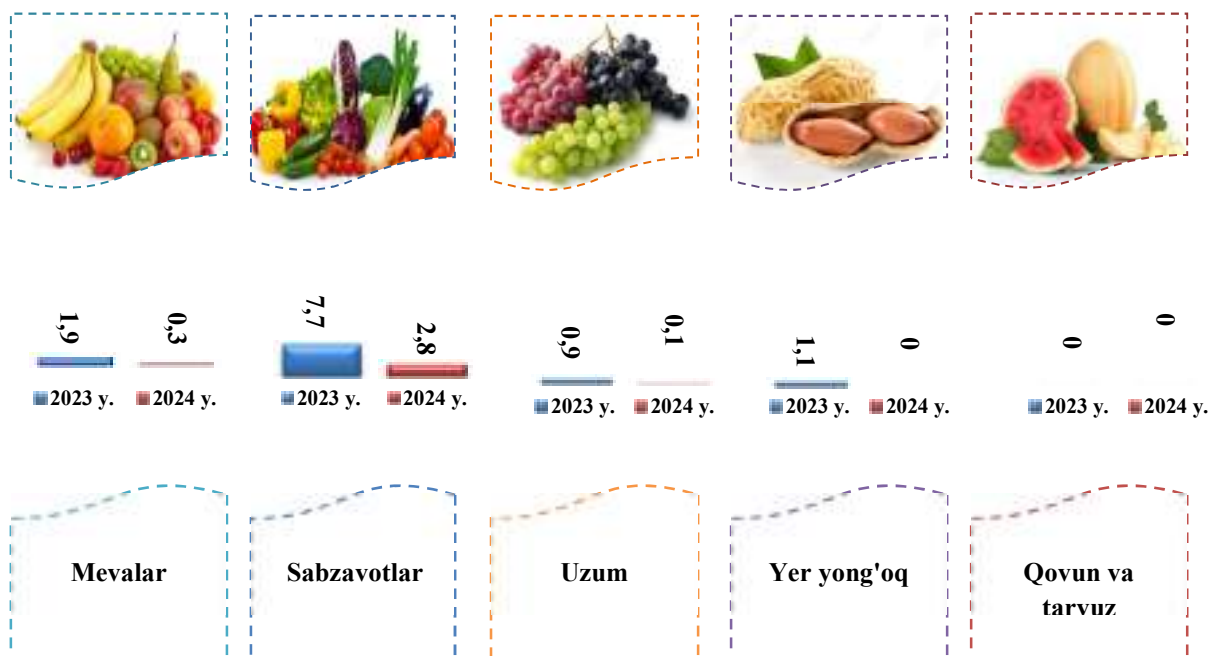 1,9
0,3
2023 y.
2024 y.
7,7
2,8
2023 y.
2024 y.
0,9
0,1
2023 y.
2024 y.
1,1
0
2023 y.
2024 y.
0
0
2023 y.
2024 y.
Mevalar
Sabzavotlar
Uzum
Yer yong'oq
Qovun va
tarvuz